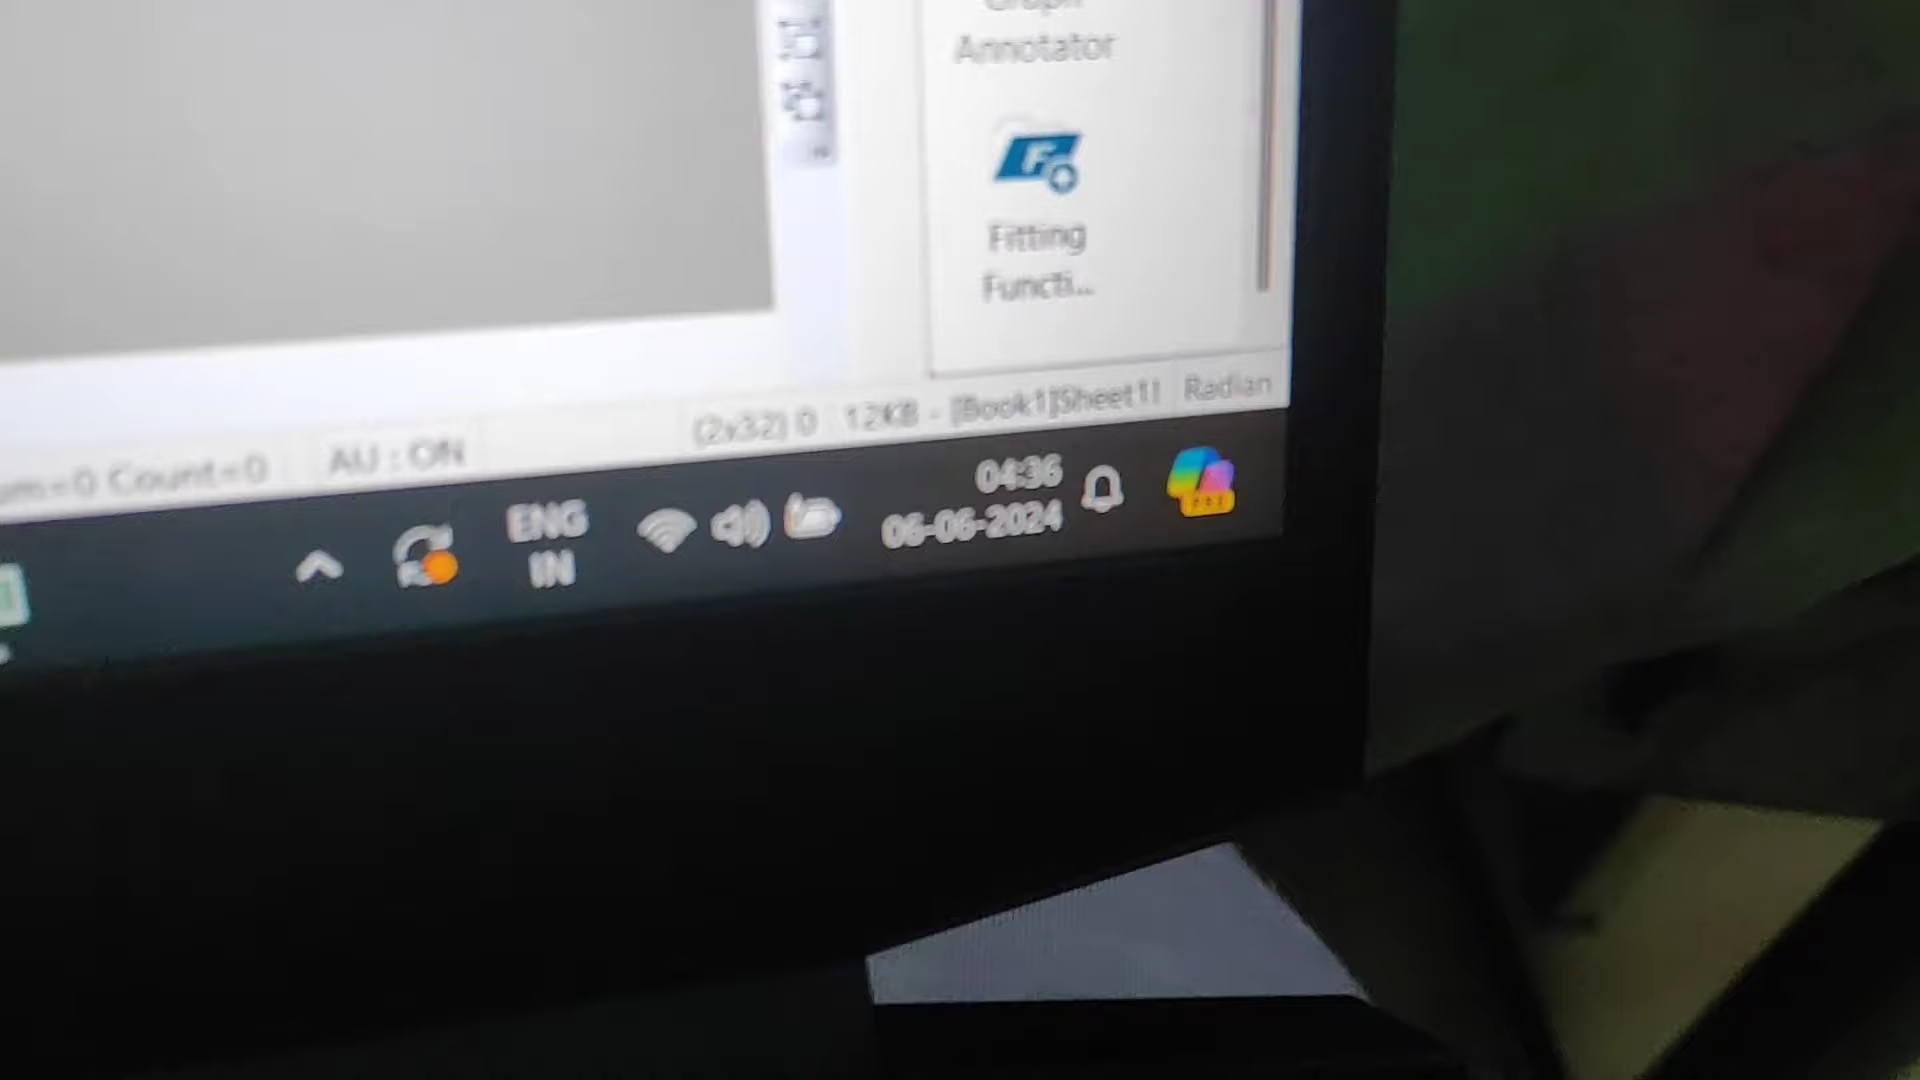 Graph
Annotator
Fitting
Functi...
Count=0
AU : ON
(2x32) 0
12KB - [Book1]Sheet1!
Radian
ENG
IN
04:36
06-06-2024